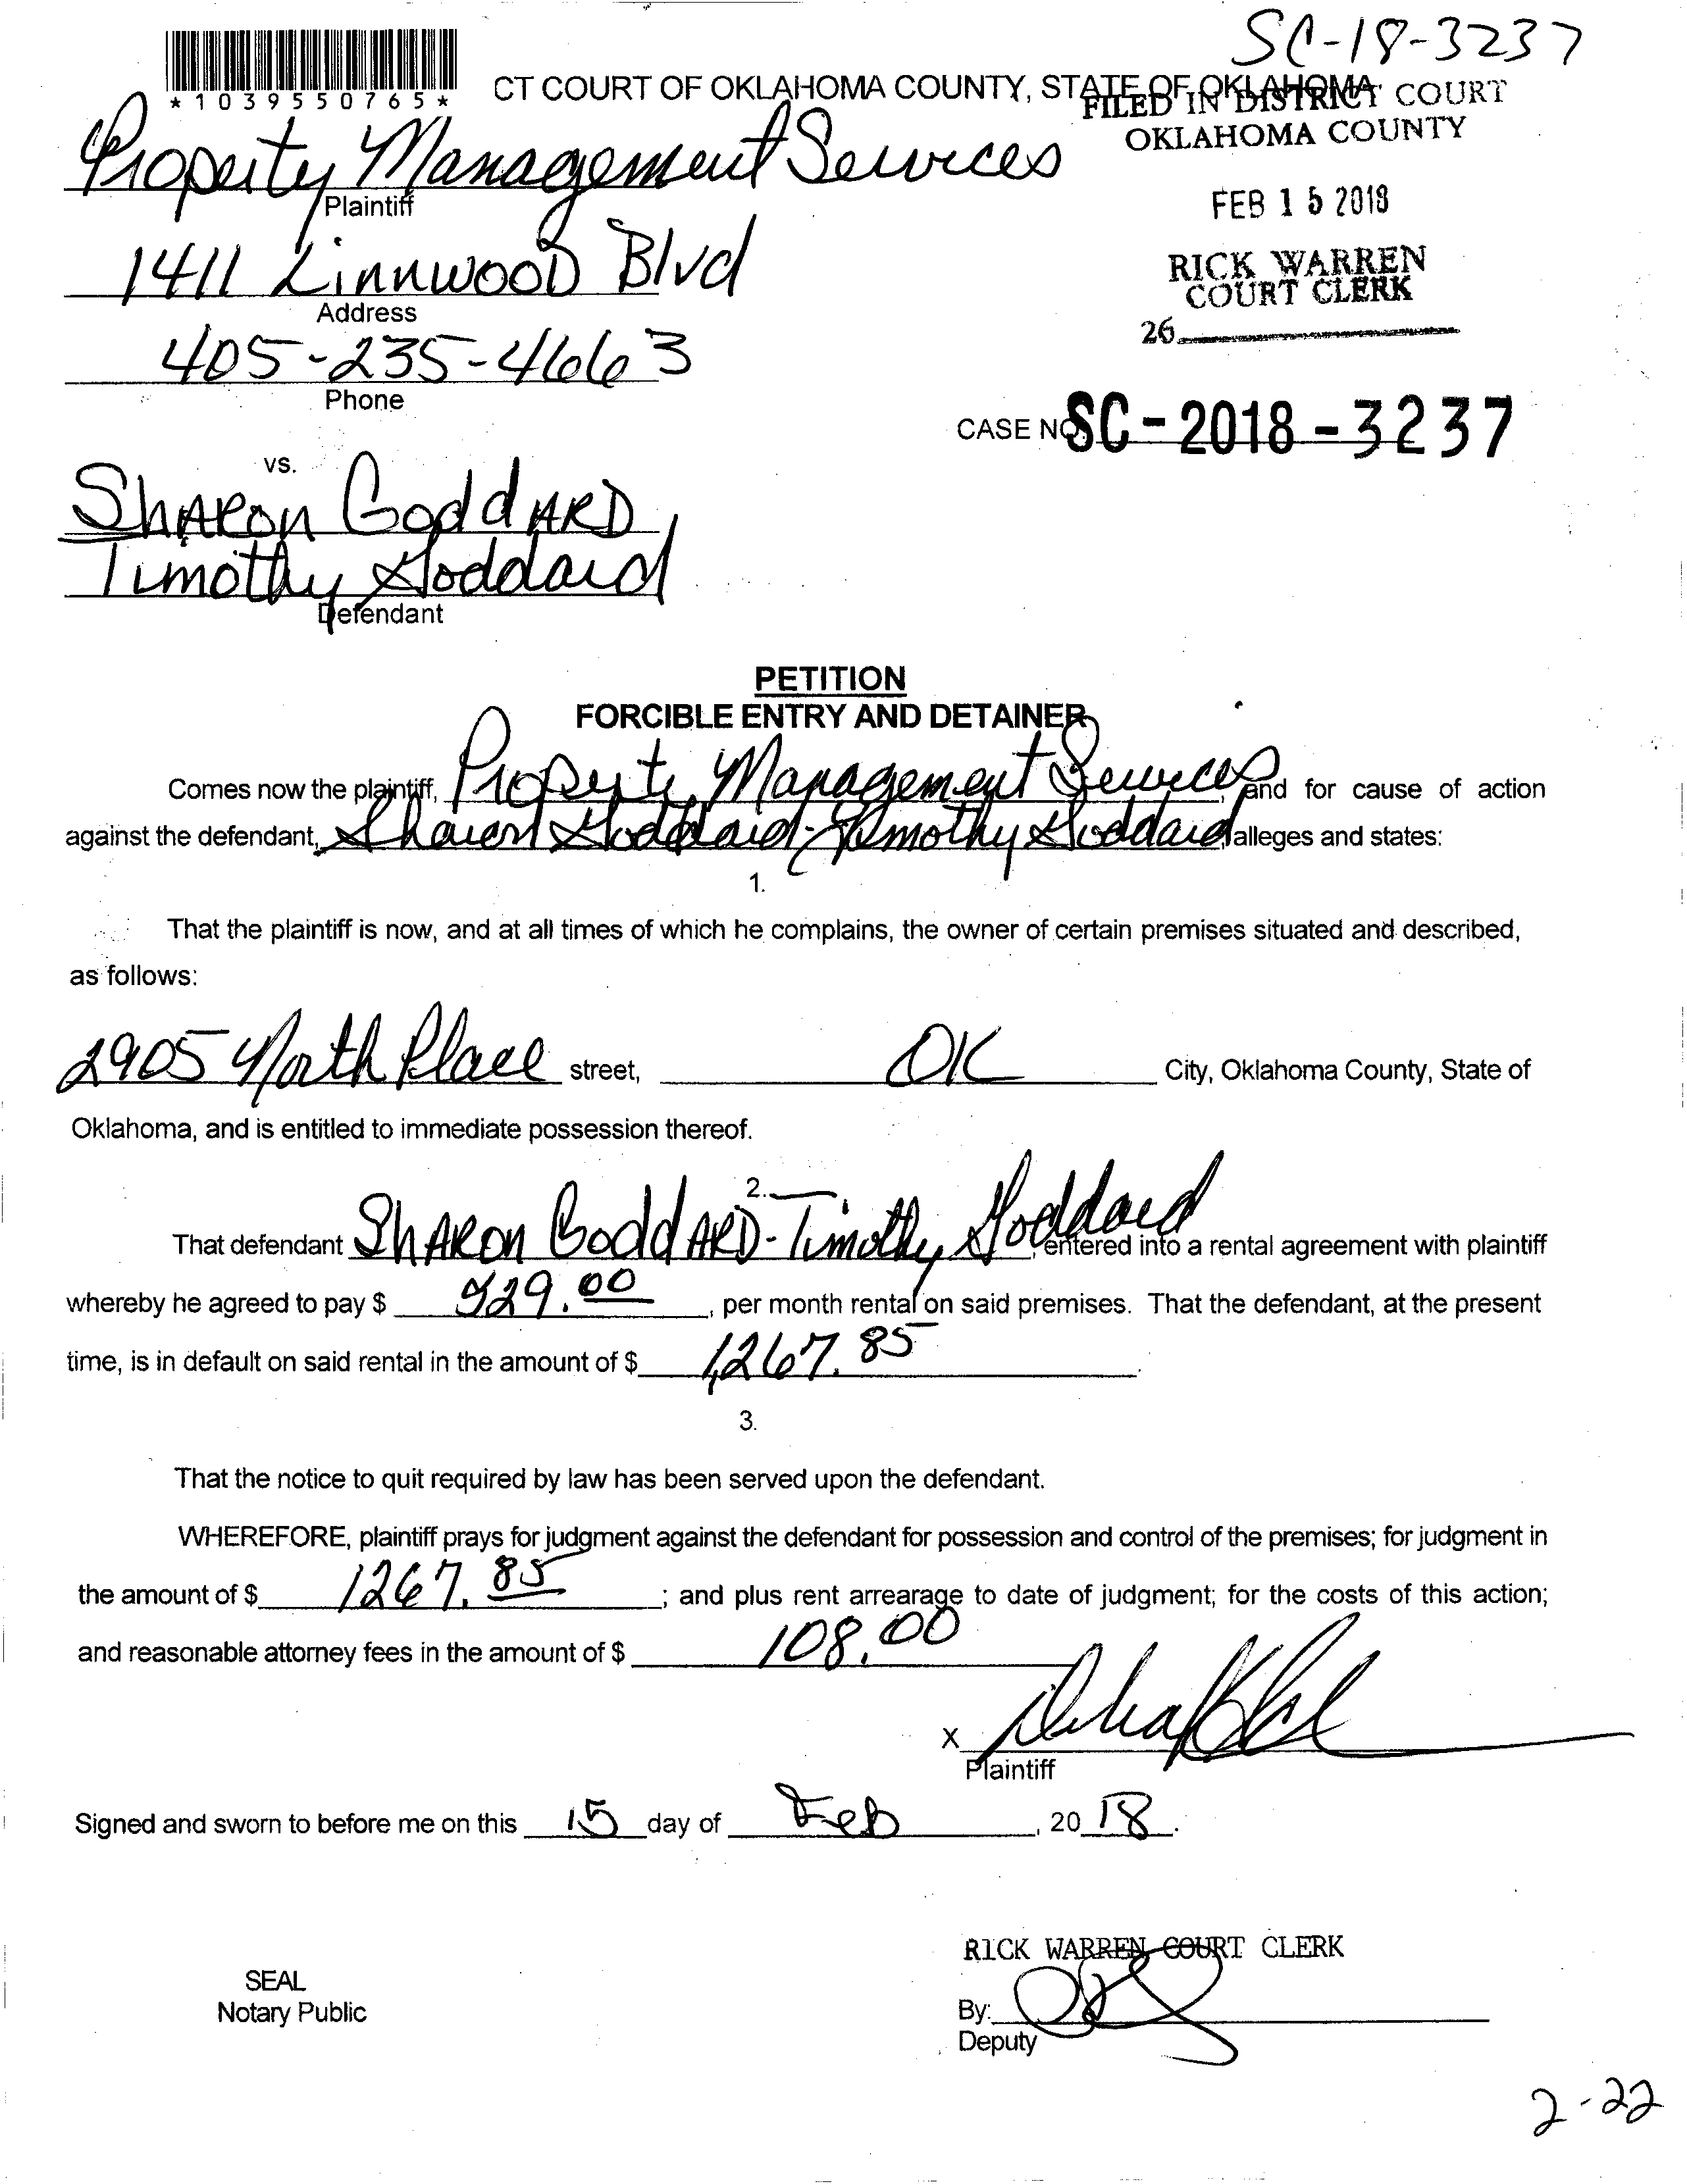 SC-18-3237
*1039550765*
CT COURT OF OKLAHOMA COUNTY, STATE OF OKLAHOMA
FILED IN DISTRICT COURT
OKLAHOMA COUNTY
Property Management Services
Plaintiff
FEB 15 2018
1411 Linnwood Blvd
Address
RICK WARREN
COURT CLERK
26
405-235-4663
Phone
CASE NO. SC-2018-3237
vs.
Sharon Goddard
Timothy Goddard
Defendant
PETITION
FORCIBLE ENTRY AND DETAINER
Comes now the plaintiff, Property Management Services, and for cause of action
against the defendant, Sharon Goddard-Timothy Goddard alleges and states:
1.
That the plaintiff is now, and at all times of which he complains, the owner of certain premises situated and described,
as follows:
2905 North Place street, OK City, Oklahoma County, State of
Oklahoma, and is entitled to immediate possession thereof.
2.
That defendant Sharon Goddard-Timothy Goddard, entered into a rental agreement with plaintiff
whereby he agreed to pay $ , per month rental on said premises. That the defendant, at the present
time, is in default on said rental in the amount of $ 1,267.85.
3.
That the notice to quit required by law has been served upon the defendant.
WHEREFORE, plaintiff prays for judgment against the defendant for possession and control of the premises; for judgment in
the amount of $ 1267.85; and plus rent arrearage to date of judgment; for the costs of this action;
and reasonable attorney fees in the amount of $ 108.00
X
Plaintiff
Signed and sworn to before me on this 15 day of Feb, 20 18.
RICK WARREN COURT CLERK
SEAL
Notary Public
By:
Deputy
2-22